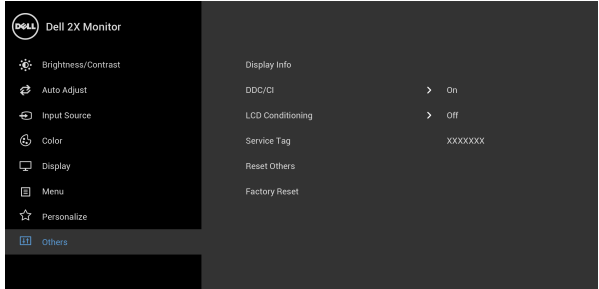 DELL Dell 2X Monitor
Brightness/Contrast Display Info
Auto Adjust DDC/CI > On
Input Source LCD Conditioning > Off
Color Service Tag XXXXXXX
Display Reset Others
Menu Factory Reset
Personalize
Others